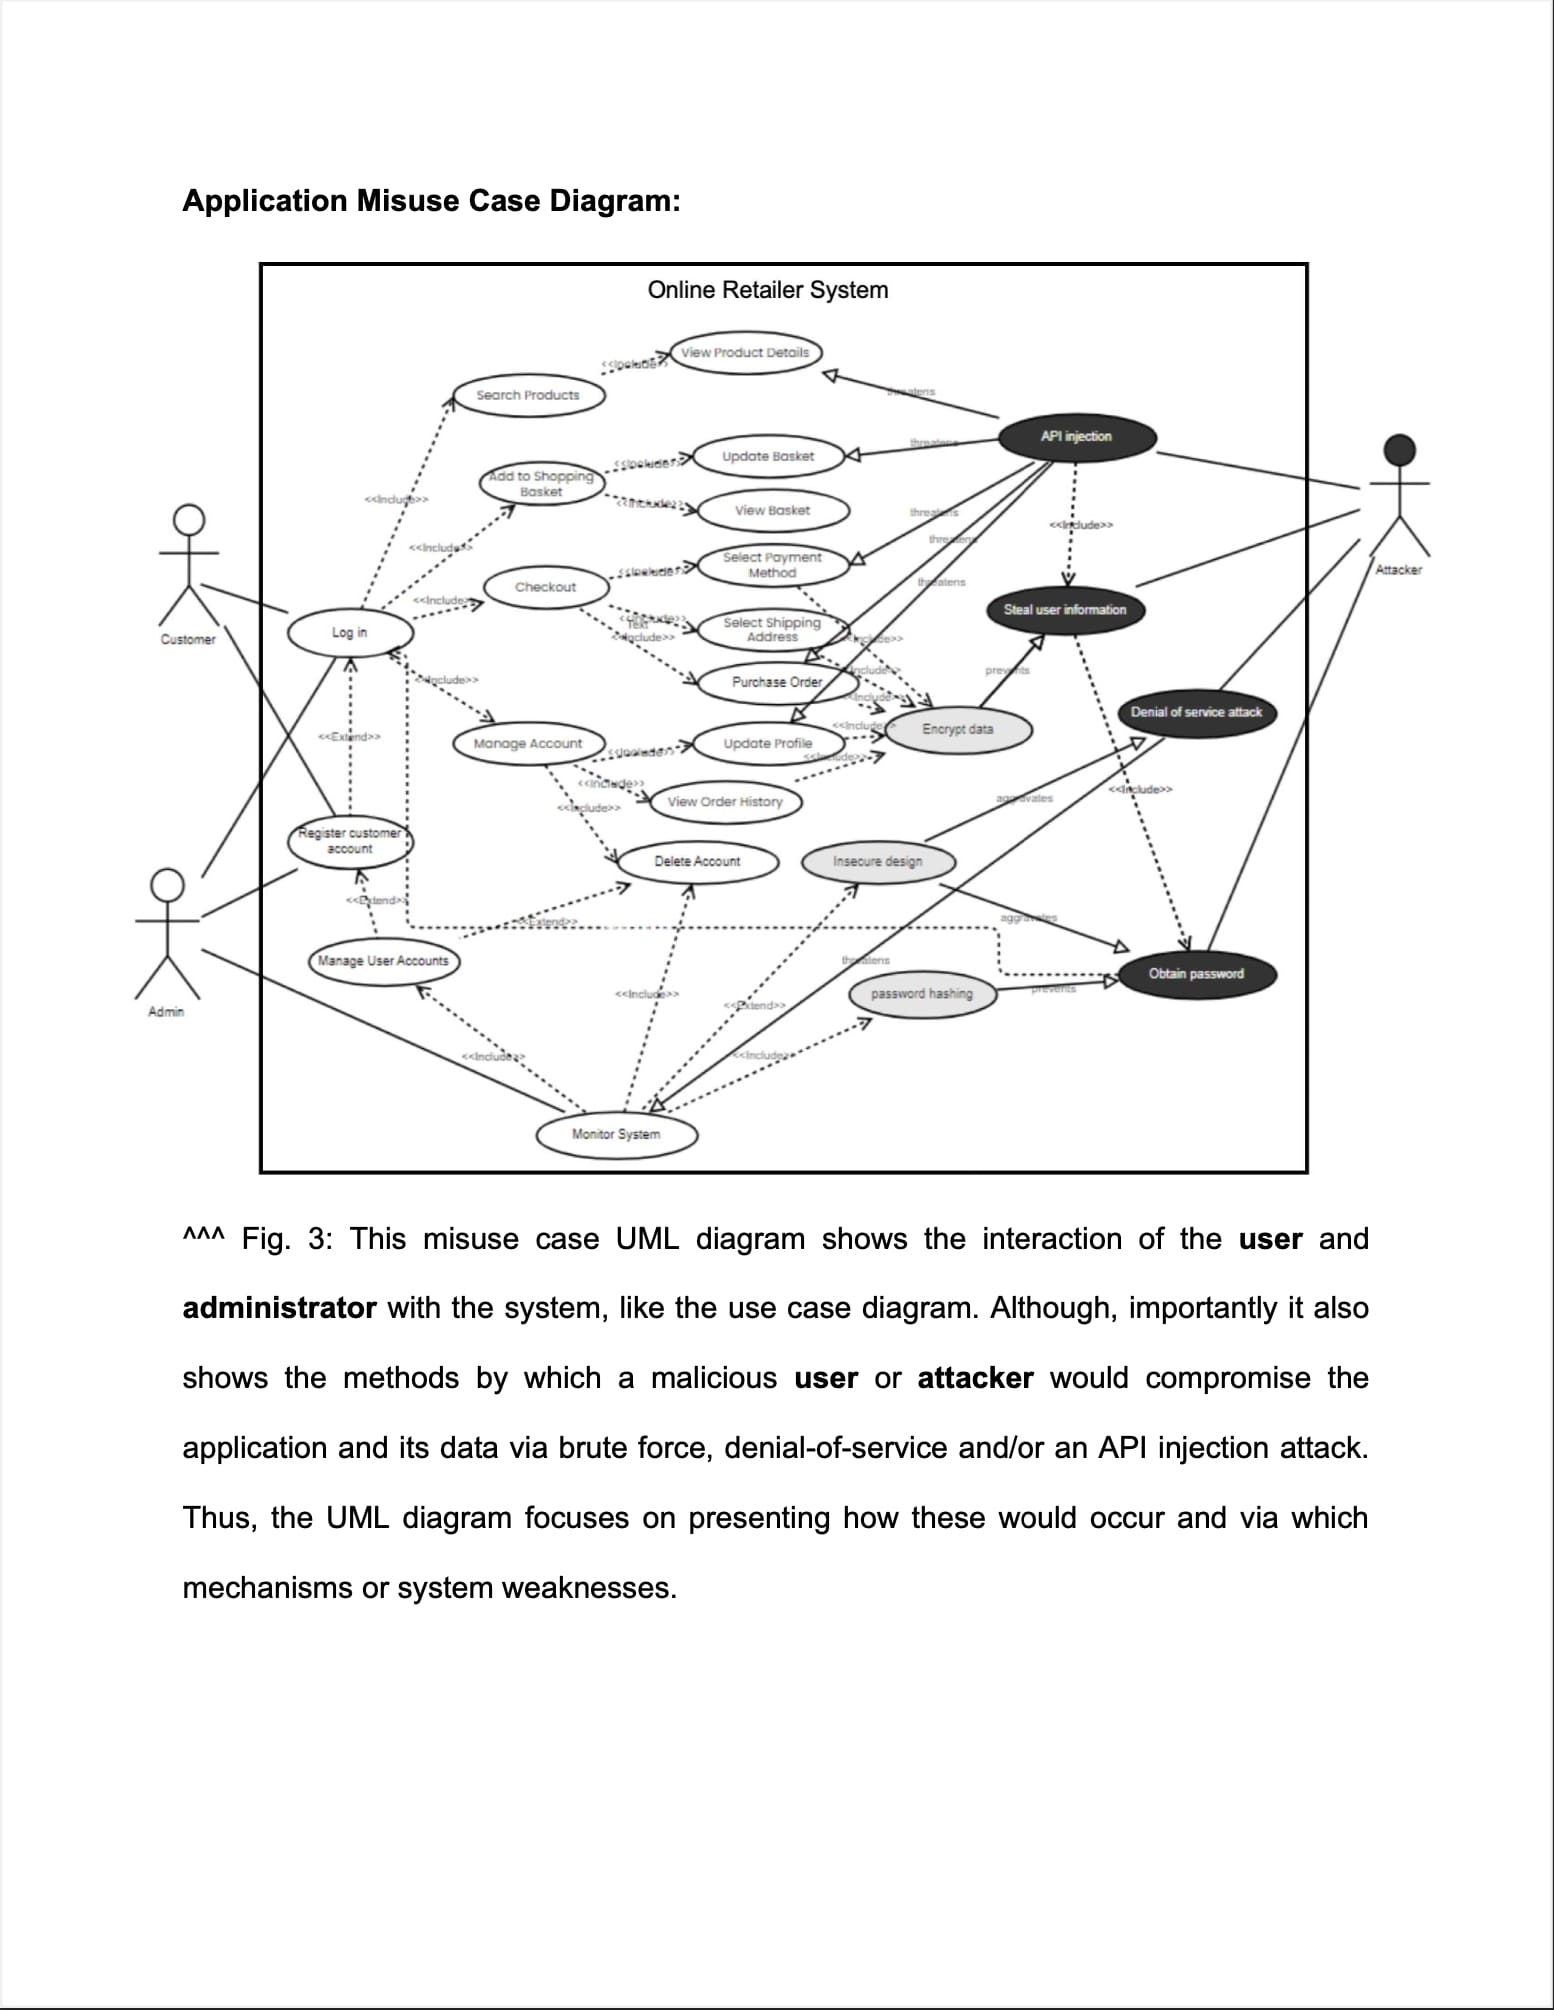 Application Misuse Case Diagram:
Online Retailer System
View Product Details
<<Include>>
Search Products
threatens
API injection
threatens
Update Basket
<<Include>>
Add to Shopping
Basket
<<Include>>
<<Include>>
View Basket
threatens
<<Include>>
threatens
<<Include>>
Select Payment
Method
<<Include>>
Attacker
Checkout
threatens
<<Include>>
Steal user information
<<Include>>
Text
<<Include>>
Select Shipping
Address
<<Include>>
Customer
Log in
<<Include>>
prevents
<<Include>>
Purchase Order
<<Include>>
Denial of service attack
<<Include>>
Encrypt data
<<Extend>>
Manage Account
<<Include>>
Update Profile
<<Include>>
<<Include>>
<<Include>>
aggravates
View Order History
<<Include>>
Register customer
account
Delete Account
Insecure design
<<Extend>>
<<Extend>>
aggravates
Manage User Accounts
threatens
Obtain password
<<Include>>
password hashing
prevents
<<Extend>>
Admin
<<Include>>
<<Include>>
Monitor System
^^^ Fig. 3: This misuse case UML diagram shows the interaction of the user and
administrator with the system, like the use case diagram. Although, importantly it also
shows the methods by which a malicious user or attacker would compromise the
application and its data via brute force, denial-of-service and/or an API injection attack.
Thus, the UML diagram focuses on presenting how these would occur and via which
mechanisms or system weaknesses.